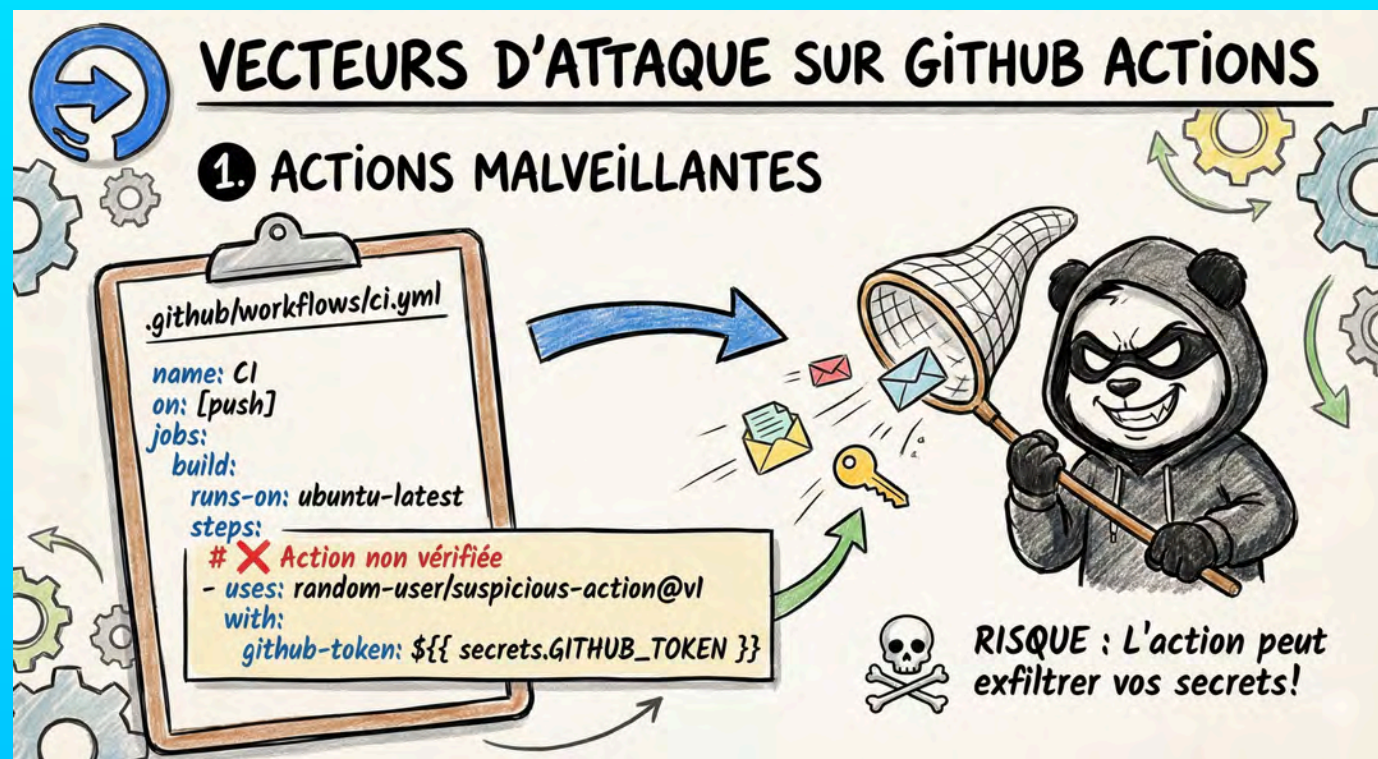 VECTEURS D'ATTAQUE SUR GITHUB ACTIONS
1. ACTIONS MALVEILLANTES
.github/workflows/ci.yml
name: CI
on: [push]
jobs:
build:
runs-on: ubuntu-latest
steps:
# ❌ Action non vérifiée
- uses: random-user/suspicious-action@v1
with:
github-token: ${{ secrets.GITHUB_TOKEN }}
RISQUE : L'action peut
exfiltrer vos secrets!